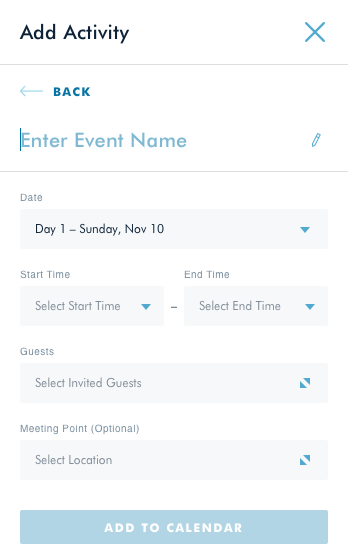 Add Activity
BACK
Enter Event Name
Date
Day 1 – Sunday, Nov 10
Start Time End Time
Select Start Time – Select End Time
Guests
Select Invited Guests
Meeting Point (Optional)
Select Location
ADD TO CALENDAR